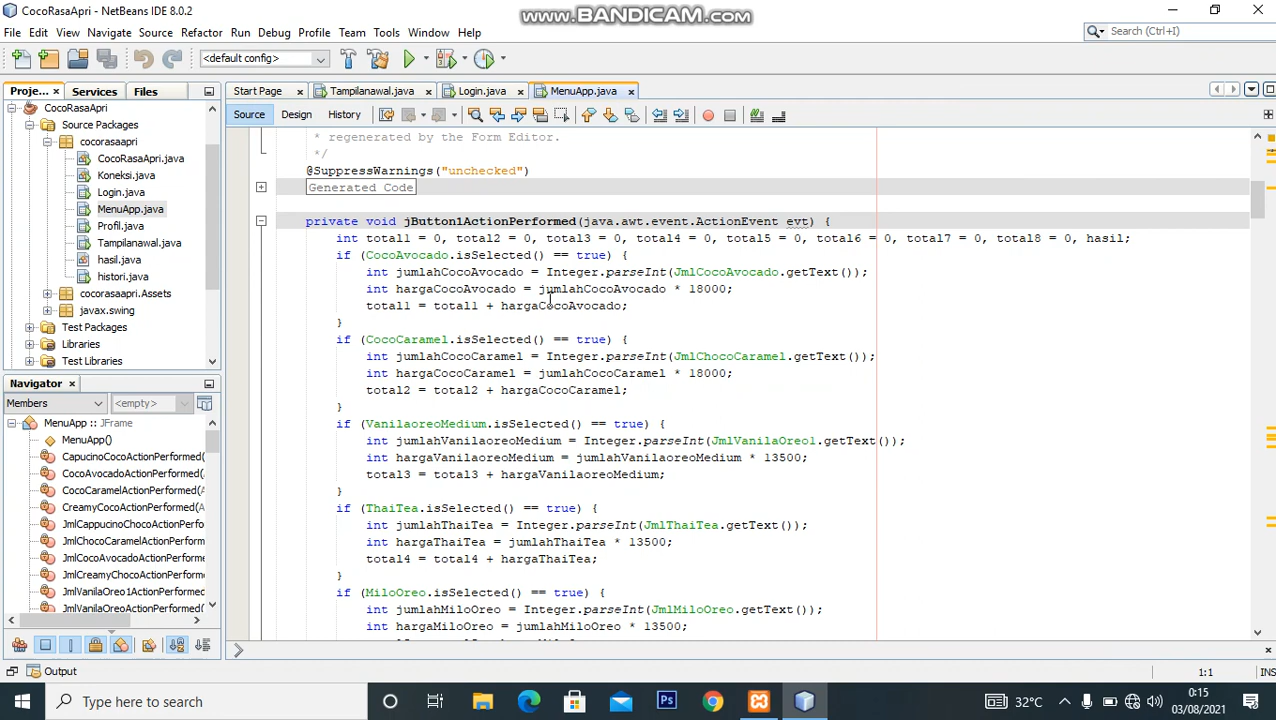 CocoRasaApri - NetBeans IDE 8.0.2
www.BANDICAM.com
File Edit View Navigate Source Refactor Run Debug Profile Team Tools Window Help
Search (Ctrl+I)
<default config>
Proje... × Services Files
Start Page × Tampilanawal.java × Login.java × MenuApp.java ×
Source Design History
CocoRasaApri
Source Packages
cocorasaapri
CocoRasaApri.java
Koneksi.java
Login.java
MenuApp.java
Profil.java
Tampilanawal.java
hasil.java
histori.java
cocorasaapri.Assets
javax.swing
Test Packages
Libraries
Test Libraries
Navigator ×
Members <empty>
MenuApp :: JFrame
MenuApp()
CapucinoCocoActionPerformed(
CocoAvocadoActionPerformed(
CocoCaramelActionPerformed(A
CreamyCocoActionPerformed(A
JmlCappucinoChocoActionPerfo
JmlChocoCaramelActionPerform
JmlCocoAvocadoActionPerform
JmlCreamyChocoActionPerform
JmlVanilaOreo1ActionPerforme
JmlVanilaOreoActionPerformed
* regenerated by the Form Editor.
*/
@SuppressWarnings("unchecked")
Generated Code
private void jButton1ActionPerformed(java.awt.event.ActionEvent evt) {
int total1 = 0, total2 = 0, total3 = 0, total4 = 0, total5 = 0, total6 = 0, total7 = 0, total8 = 0, hasil;
if (CocoAvocado.isSelected() == true) {
int jumlahCocoAvocado = Integer.parseInt(JmlCocoAvocado.getText());
int hargaCocoAvocado = jumlahCocoAvocado * 18000;
total1 = total1 + hargaCocoAvocado;
}
if (CocoCaramel.isSelected() == true) {
int jumlahCocoCaramel = Integer.parseInt(JmlChocoCaramel.getText());
int hargaCocoCaramel = jumlahCocoCaramel * 18000;
total2 = total2 + hargaCocoCaramel;
}
if (VanilaoreoMedium.isSelected() == true) {
int jumlahVanilaoreoMedium = Integer.parseInt(JmlVanilaOreo1.getText());
int hargaVanilaoreoMedium = jumlahVanilaoreoMedium * 13500;
total3 = total3 + hargaVanilaoreoMedium;
}
if (ThaiTea.isSelected() == true) {
int jumlahThaiTea = Integer.parseInt(JmlThaiTea.getText());
int hargaThaiTea = jumlahThaiTea * 13500;
total4 = total4 + hargaThaiTea;
}
if (MiloOreo.isSelected() == true) {
int jumlahMiloOreo = Integer.parseInt(JmlMiloOreo.getText());
int hargaMiloOreo = jumlahMiloOreo * 13500;
Output
1:1 INS
Type here to search
32°C
0:15
03/08/2021